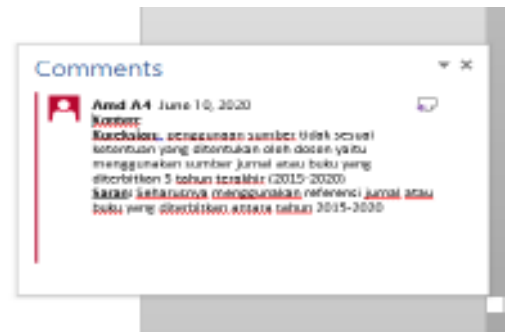 Comments
Amd A4 June 10, 2020
Konten:
Koreksian: penggunaan sumber tidak sesuai
ketentuan yang ditentukan oleh dosen yaitu
menggunakan sumber jurnal atau buku yang
diterbitkan 5 tahun terakhir (2015-2020)
Saran: Seharusnya menggunakan referensi jurnal atau
buku yang diterbitkan antara tahun 2015-2020